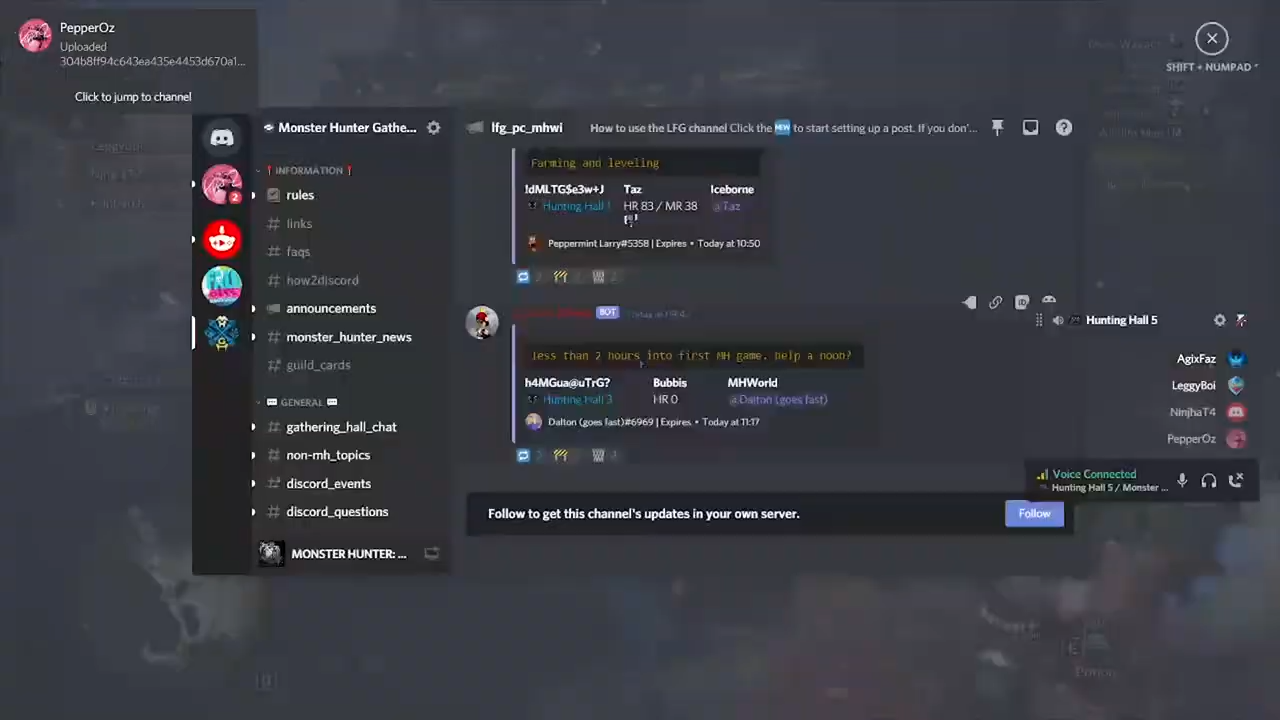 PepperOz
Uploaded
304b8ff94c643ea435e4453d670a1...
Click to jump to channel
SHIFT + NUMPAD
Monster Hunter Gathe...
INFORMATION
rules
links
faqs
how2discord
announcements
monster_hunter_news
guild_cards
GENERAL
gathering_hall_chat
non-mh_topics
discord_events
discord_questions
MONSTER HUNTER: ...
lfg_pc_mhwi
How to use the LFG channel Click the NEW to start setting up a post. If you don'...
Farming and leveling
!dMLTG$e3w+J Taz Iceborne
Hunting Hall HR 83 / MR 38 @Taz
Peppermint Larry#5358 | Expires • Today at 10:50
BOT
less than 2 hours into first MH game. help a noob?
h4MGua@uTrG? Bubbis MHWorld
Hunting Hall 3 HR 0 @Dalton (goes fast)
Dalton (goes fast)#6969 | Expires • Today at 11:17
Follow to get this channel's updates in your own server.
Follow
Hunting Hall 5
AgixFaz
LeggyBoi
NinjhaT4
PepperOz
Voice Connected
Hunting Hall 5 / Monster ...
Potion